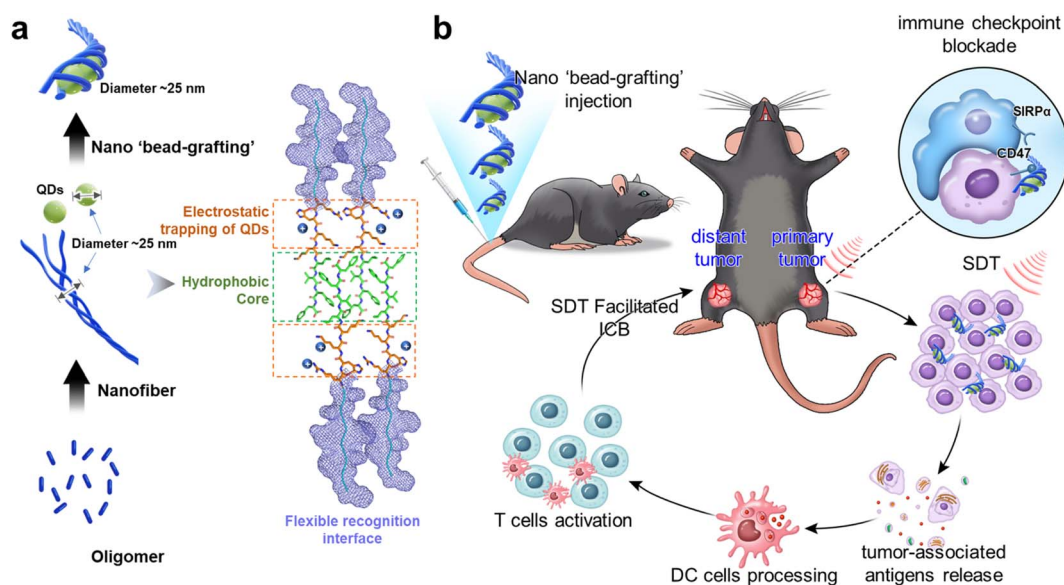 a
Diameter ~25 nm
Nano ‘bead-grafting’
QDs
Diameter ~25 nm
Nanofiber
Oligomer
Electrostatic
trapping of QDs
Hydrophobic
Core
Flexible recognition
interface
b
Nano ‘bead-grafting’
injection
immune checkpoint
blockade
SIRPα
CD47
distant
tumor
primary
tumor
SDT
SDT Facilitated
ICB
T cells activation
DC cells processing
tumor-associated
antigens release